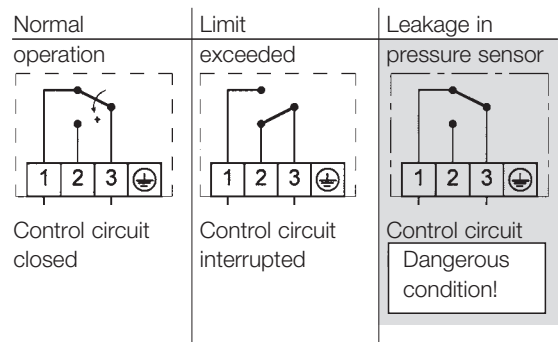 Normal
operation
+
1 2 3
Control circuit
closed
Limit
exceeded
1 2 3
Control circuit
interrupted
Leakage in
pressure sensor
1 2 3
Control circuit
Dangerous
condition!